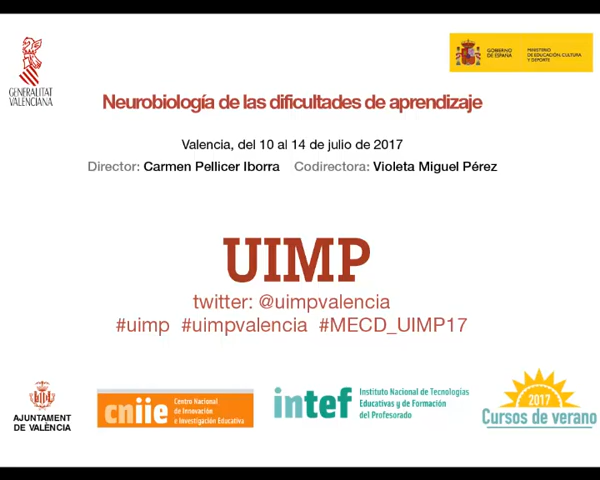 GENERALITAT
VALENCIANA
GOBIERNO
DE ESPAÑA
MINISTERIO
DE EDUCACIÓN, CULTURA
Y DEPORTE
Neurobiología de las dificultades de aprendizaje
Valencia, del 10 al 14 de julio de 2017
Director: Carmen Pellicer Iborra Codirectora: Violeta Miguel Pérez
UIMP
twitter: @uimpvalencia
#uimp #uimpvalencia #MECD_UIMP17
AJUNTAMENT
DE VALÈNCIA
cniie
Centro Nacional
de Innovación
e Investigación Educativa
intef
Instituto Nacional de Tecnologías
Educativas y de Formación
del Profesorado
2017
Cursos de verano